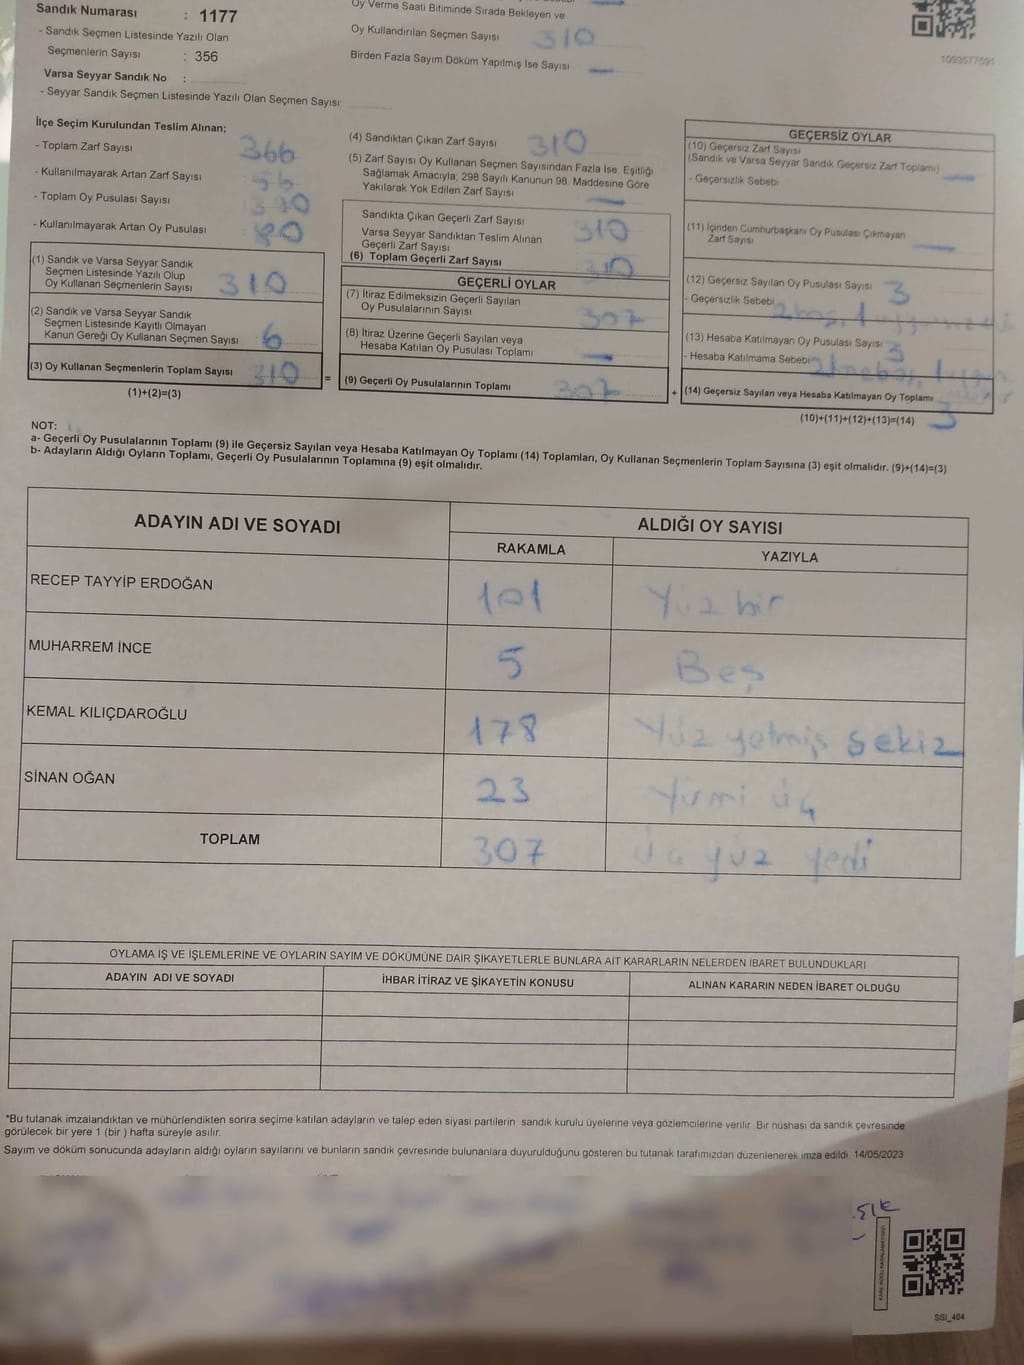 Oy Verme Saati Bitiminde Sırada Bekleyen ve
Oy Kullandırılan Seçmen Sayısı 310
Birden Fazla Sayım Döküm Yapılmış İse Sayısı —
1093577591
Sandık Numarası : 1177
- Sandık Seçmen Listesinde Yazılı Olan
Seçmenlerin Sayısı : 356
Varsa Seyyar Sandık No :
- Seyyar Sandık Seçmen Listesinde Yazılı Olan Seçmen Sayısı:
İlçe Seçim Kurulundan Teslim Alınan;
- Toplam Zarf Sayısı 366
- Kullanılmayarak Artan Zarf Sayısı : 56
- Toplam Oy Pusulası Sayısı : 390
- Kullanılmayarak Artan Oy Pusulası : 80
(1) Sandık ve Varsa Seyyar Sandık
Seçmen Listesinde Yazılı Olup
Oy Kullanan Seçmenlerin Sayısı : 310
(2) Sandık ve Varsa Seyyar Sandık
Seçmen Listesinde Kayıtlı Olmayan
Kanun Gereği Oy Kullanan Seçmen Sayısı : 6
(3) Oy Kullanan Seçmenlerin Toplam Sayısı 310
(1)+(2)=(3)
(4) Sandıktan Çıkan Zarf Sayısı 310
(5) Zarf Sayısı Oy Kullanan Seçmen Sayısından Fazla İse, Eşitliği
Sağlamak Amacıyla; 298 Sayılı Kanunun 98. Maddesine Göre
Yakılarak Yok Edilen Zarf Sayısı —
Sandıkta Çıkan Geçerli Zarf Sayısı 310
Varsa Seyyar Sandıktan Teslim Alınan
Geçerli Zarf Sayısı
(6) Toplam Geçerli Zarf Sayısı 310
GEÇERLİ OYLAR
(7) İtiraz Edilmeksizin Geçerli Sayılan
Oy Pusulalarının Sayısı 307
(8) İtiraz Üzerine Geçerli Sayılan veya
Hesaba Katılan Oy Pusulası Toplamı —
=
(9) Geçerli Oy Pusulalarının Toplamı 307
+
GEÇERSİZ OYLAR
(10) Geçersiz Zarf Sayısı
(Sandık ve Varsa Seyyar Sandık Geçersiz Zarf Toplamı) —
- Geçersizlik Sebebi
(11) İçinden Cumhurbaşkanı Oy Pusulası Çıkmayan
Zarf Sayısı —
(12) Geçersiz Sayılan Oy Pusulası Sayısı 3
- Geçersizlik Sebebi
(13) Hesaba Katılmayan Oy Pusulası Sayısı 3
- Hesaba Katılmama Sebebi
(14) Geçersiz Sayılan veya Hesaba Katılmayan Oy Toplamı 3
(10)+(11)+(12)+(13)=(14)
NOT:
a- Geçerli Oy Pusulalarının Toplamı (9) ile Geçersiz Sayılan veya Hesaba Katılmayan Oy Toplamı (14) Toplamları, Oy Kullanan Seçmenlerin Toplam Sayısına (3) eşit olmalıdır. (9)+(14)=(3)
b- Adayların Aldığı Oyların Toplamı, Geçerli Oy Pusulalarının Toplamına (9) eşit olmalıdır.
ADAYIN ADI VE SOYADI
ALDIĞI OY SAYISI
RAKAMLA YAZIYLA
RECEP TAYYİP ERDOĞAN 101 Yüz bir
MUHARREM İNCE 5 Beş
KEMAL KILIÇDAROĞLU 178 Yüz yetmiş sekiz
SİNAN OĞAN 23 Yirmi üç
TOPLAM 307 Üç yüz yedi
OYLAMA İŞ VE İŞLEMLERİNE VE OYLARIN SAYIM VE DÖKÜMÜNE DAİR ŞİKAYETLERLE BUNLARA AİT KARARLARIN NELERDEN İBARET BULUNDUKLARI
ADAYIN ADI VE SOYADI İHBAR İTİRAZ VE ŞİKAYETİN KONUSU ALINAN KARARIN NEDEN İBARET OLDUĞU
*Bu tutanak imzalandıktan ve mühürlendikten sonra seçime katılan adayların ve talep eden siyasi partilerin sandık kurulu üyelerine veya gözlemcilerine verilir. Bir nüshası da sandık çevresinde
görülecek bir yere 1 (bir ) hafta süreyle asılır.
Sayım ve döküm sonucunda adayların aldığı oyların sayılarını ve bunların sandık çevresinde bulunanlara duyurulduğunu gösteren bu tutanak tarafımızdan düzenlenerek imza edildi. 14/05/2023
SSI_404